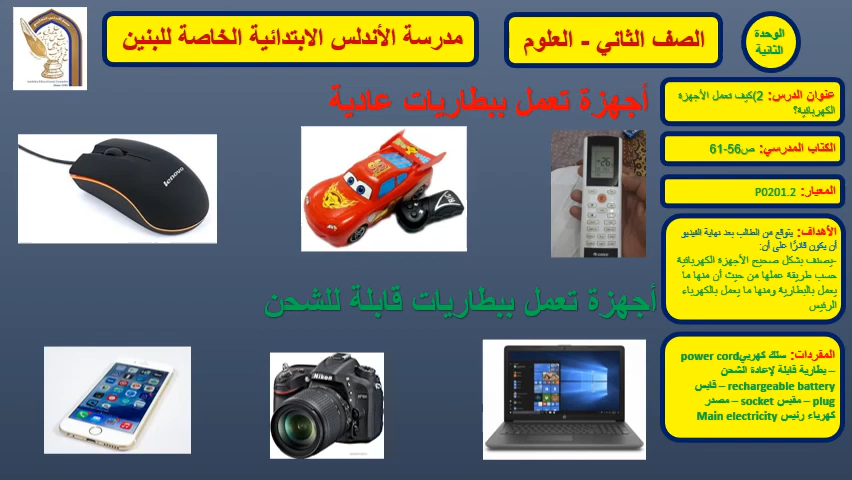 مدرسة الأندلس الابتدائية الخاصة للبنين
الصف الثاني - العلوم
الوحدة
الثانية
أجهزة تعمل ببطاريات عادية
lenovo
26
أجهزة تعمل ببطاريات قابلة للشحن
Nikon
عنوان الدرس: 2)كيف تعمل الأجهزة
الكهربائية؟
الكتاب المدرسي: ص56-61
المعيار: P0201.2
الأهداف: يتوقع من الطالب بعد نهاية الفيديو
أن يكون قادرًا على أن:
-يصنف بشكل صحيح الأجهزة الكهربائية
حسب طريقة عملها من حيث أن منها ما
يعمل بالبطارية ومنها ما يعمل بالكهرباء
الرئيس
المفردات: سلك كهربي power cord
– بطارية قابلة لإعادة الشحن
rechargeable battery – قابس
plug – مقبس socket – مصدر
كهرباء رئيس Main electricity